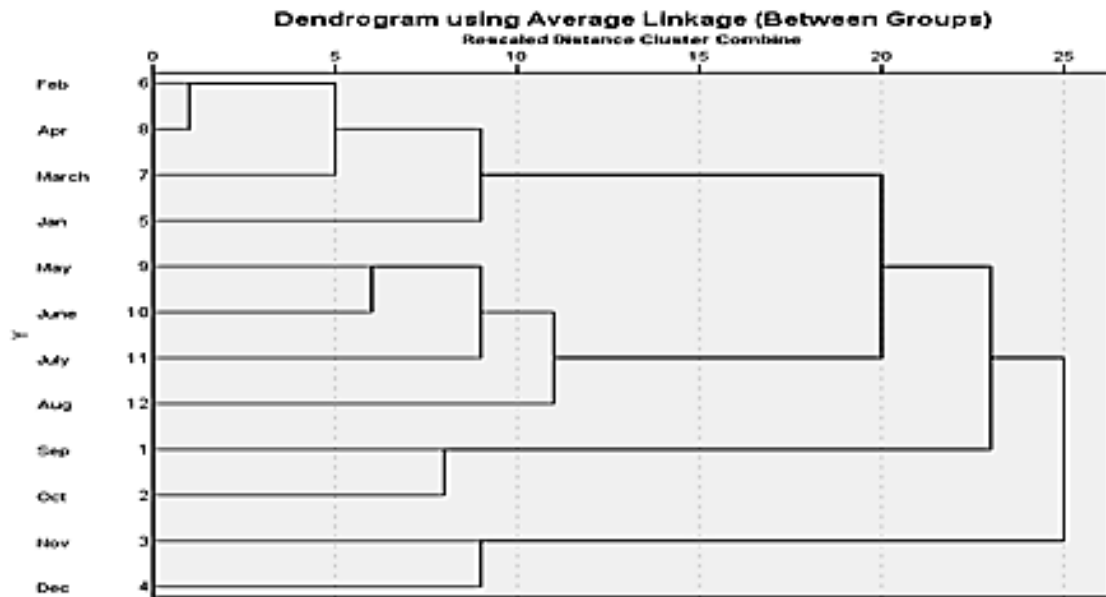 Dendrogram using Average Linkage (Between Groups)
Rescaled Distance Cluster Combine
0 5 10 15 20 25
Feb 6
Apr 8
March 7
Jan 5
May 9
June 10
Y
July 11
Aug 12
Sep 1
Oct 2
Nov 3
Dec 4